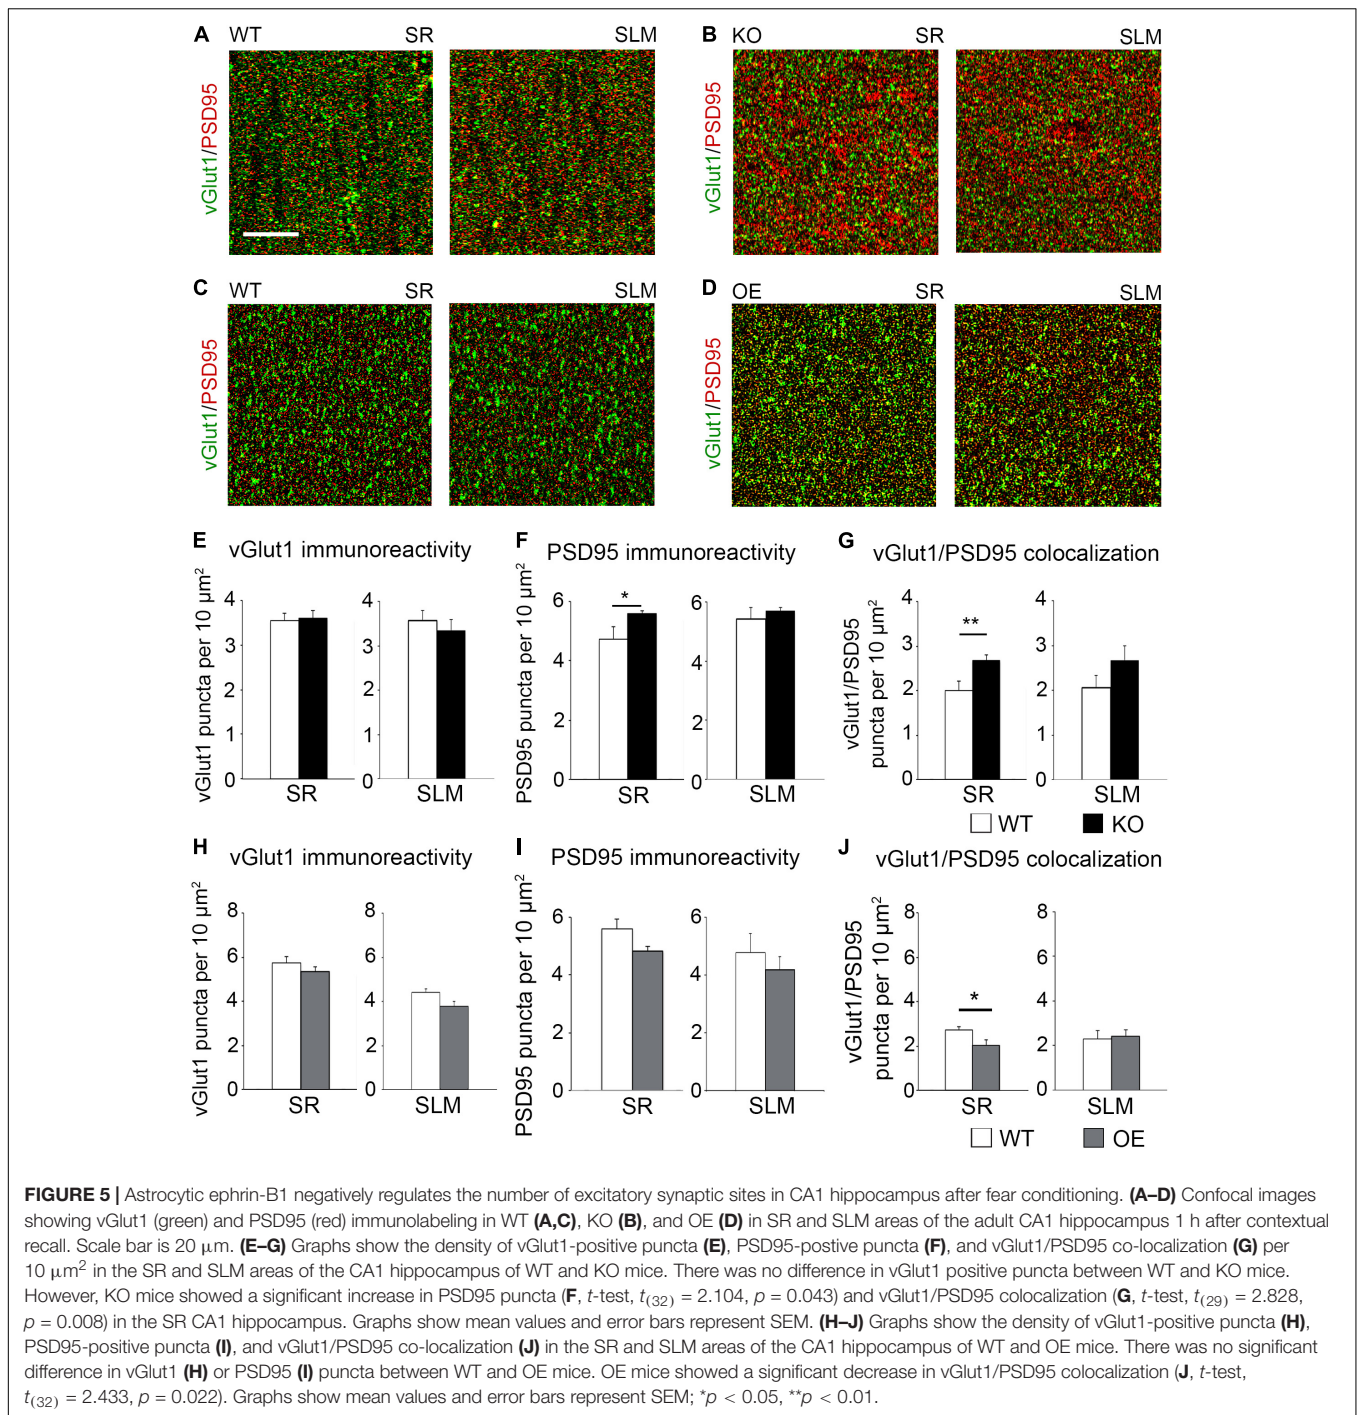 A WT SR SLM
vGlut1/PSD95
B KO SR SLM
vGlut1/PSD95
C WT SR SLM
vGlut1/PSD95
D OE SR SLM
vGlut1/PSD95
E vGlut1 immunoreactivity
vGlut1 puncta per 10 µm²
4
3
2
1
0
SR
4
3
2
1
0
SLM
F PSD95 immunoreactivity
PSD95 puncta per 10 µm²
6
4
2
0
*
SR
6
4
2
0
SLM
G vGlut1/PSD95 colocalization
vGlut1/PSD95
puncta per 10 µm²
4
3
2
1
0
**
SR
4
3
2
1
0
SLM
WT KO
H vGlut1 immunoreactivity
vGlut1 puncta per 10 µm²
8
6
4
2
0
SR
8
6
4
2
0
SLM
I PSD95 immunoreactivity
PSD95 puncta per 10 µm²
6
4
2
0
SR
6
4
2
0
SLM
J vGlut1/PSD95 colocalization
vGlut1/PSD95
puncta per 10 µm²
8
6
4
2
0
*
SR
8
6
4
2
0
SLM
WT OE
FIGURE 5 | Astrocytic ephrin-B1 negatively regulates the number of excitatory synaptic sites in CA1 hippocampus after fear conditioning. (A–D) Confocal images
showing vGlut1 (green) and PSD95 (red) immunolabeling in WT (A,C), KO (B), and OE (D) in SR and SLM areas of the adult CA1 hippocampus 1 h after contextual
recall. Scale bar is 20 µm. (E–G) Graphs show the density of vGlut1-positive puncta (E), PSD95-postive puncta (F), and vGlut1/PSD95 co-localization (G) per
10 µm² in the SR and SLM areas of the CA1 hippocampus of WT and KO mice. There was no difference in vGlut1 positive puncta between WT and KO mice.
However, KO mice showed a significant increase in PSD95 puncta (F, t-test, t(32) = 2.104, p = 0.043) and vGlut1/PSD95 colocalization (G, t-test, t(29) = 2.828,
p = 0.008) in the SR CA1 hippocampus. Graphs show mean values and error bars represent SEM. (H–J) Graphs show the density of vGlut1-positive puncta (H),
PSD95-positive puncta (I), and vGlut1/PSD95 co-localization (J) in the SR and SLM areas of the CA1 hippocampus of WT and OE mice. There was no significant
difference in vGlut1 (H) or PSD95 (I) puncta between WT and OE mice. OE mice showed a significant decrease in vGlut1/PSD95 colocalization (J, t-test,
t(32) = 2.433, p = 0.022). Graphs show mean values and error bars represent SEM; *p < 0.05, **p < 0.01.